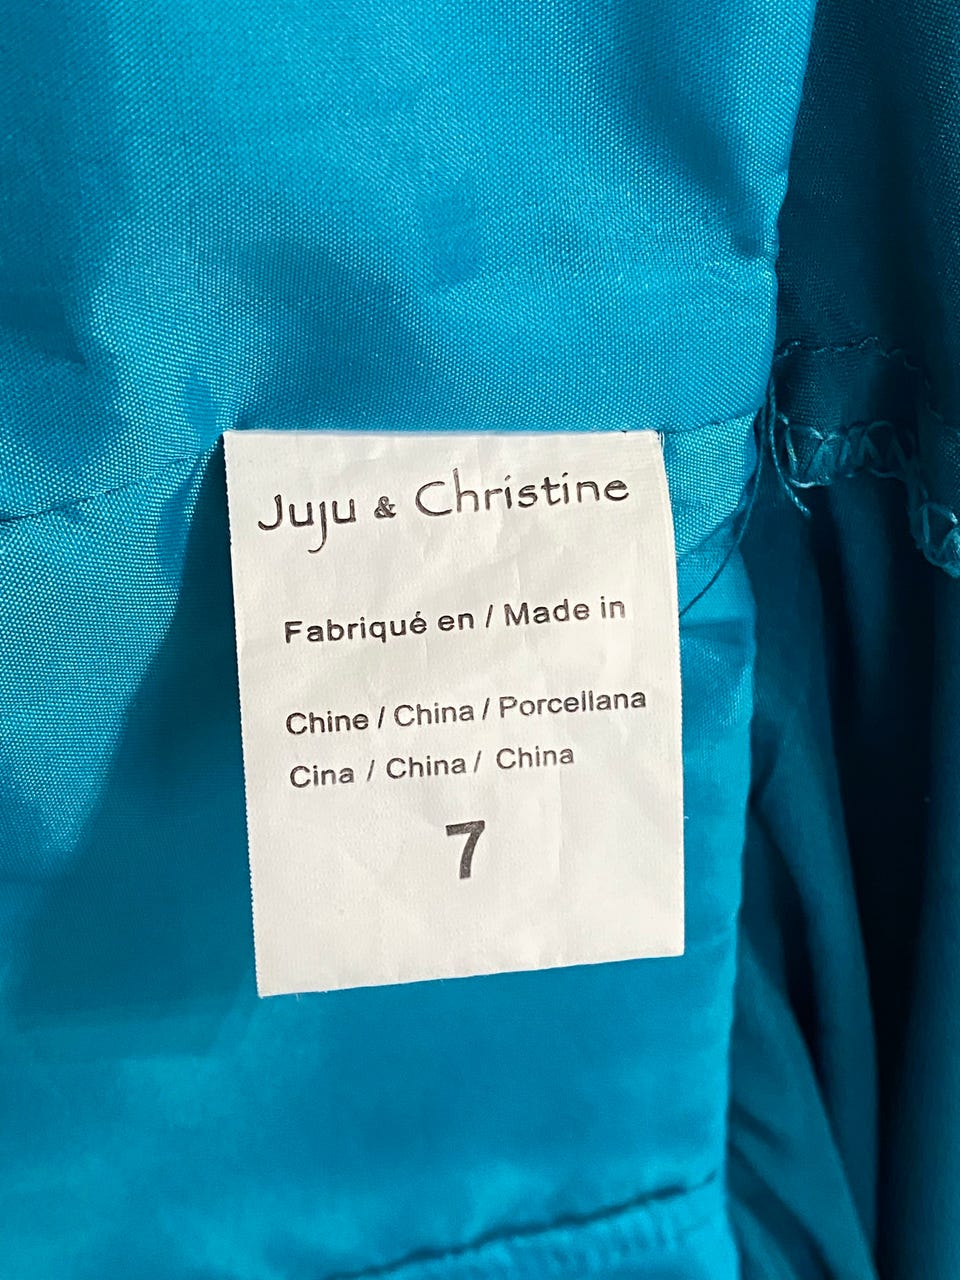 Juju & Christine
Fabriqué en / Made in
Chine / China / Porcellana
Cina / China / China
7